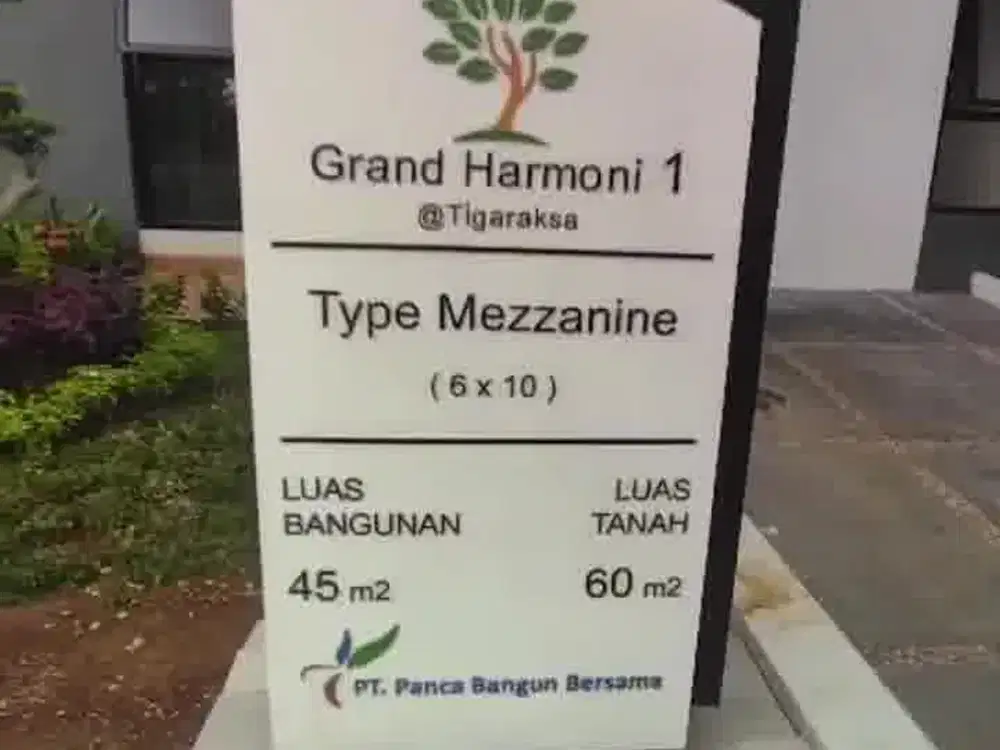 Grand Harmoni 1
@Tigaraksa
Type Mezzanine
( 6 x 10 )
LUAS BANGUNAN
45 m2
LUAS TANAH
60 m2
PT. Panca Bangun Bersama